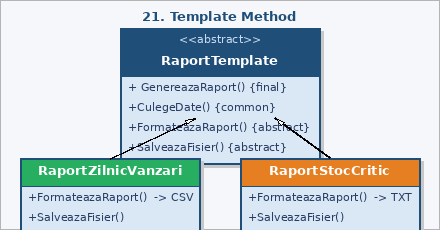 21. Template Method
<<abstract>>
RaportTemplate
+ GenereazaRaport() {final}
+CulegeDate() {common}
+FormateazaRaport() {abstract}
+SalveazaFisier() {abstract}
RaportZilnicVanzari
+FormateazaRaport() -> CSV
+SalveazaFisier()
RaportStocCritic
+FormateazaRaport() -> TXT
+SalveazaFisier()